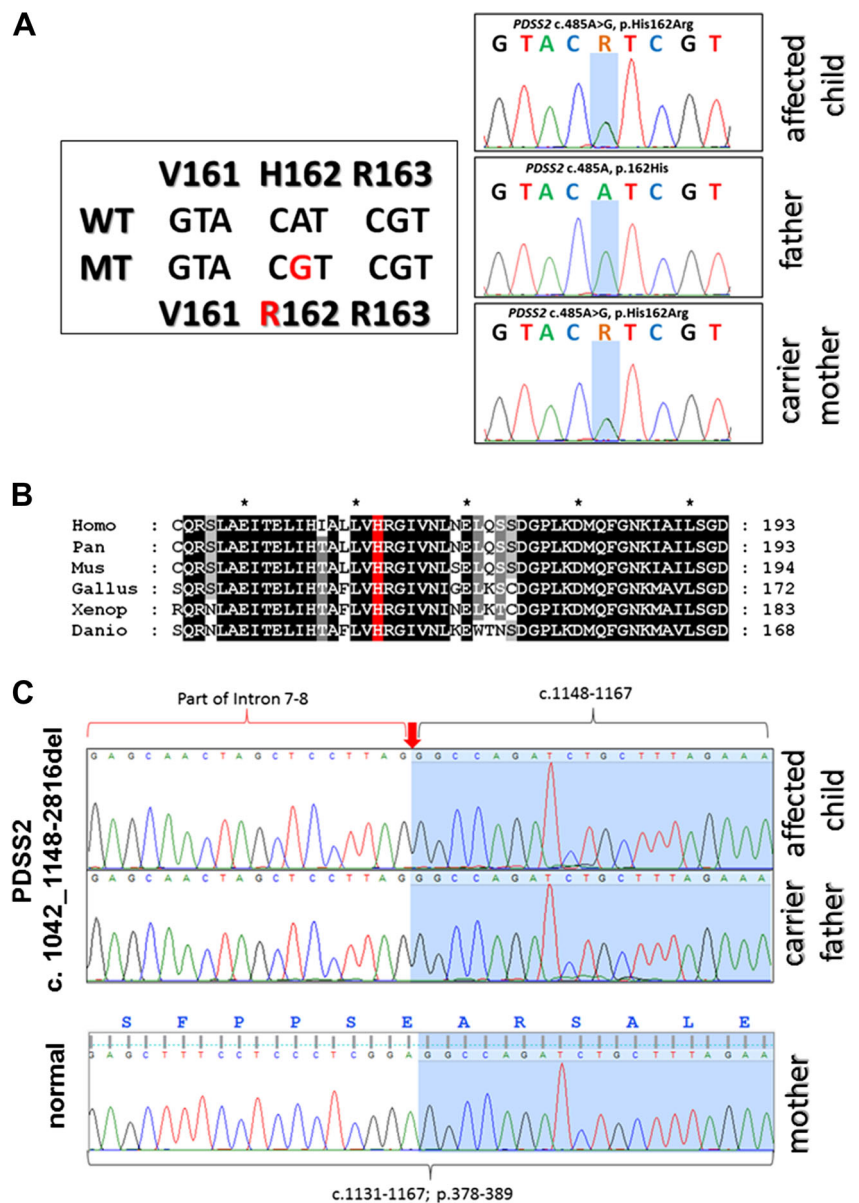 A
V161 H162 R163
WT GTA CAT CGT
MT GTA CGT CGT
V161 R162 R163
PDSS2 c.485A>G, p.His162Arg
G T A C R T C G T
affected child
PDSS2 c.485A, p.162His
G T A C A T C G T
father
PDSS2 c.485A>G, p.His162Arg
G T A C R T C G T
carrier mother
B
* * * * *
Homo : CQRSLAEITELIHIALLVHRGIVNLNELQSSDGPLKDMQFGNKIAILSGD : 193
Pan : CQRSLAEITELIHTALLVHRGIVNLNELQSSDGPLKDMQFGNKIAILSGD : 193
Mus : CQRSLAEITELIHTALLVHRGIVNLSELQSSDGPLKDMQFGNKIAILSGD : 194
Gallus : SQRSLAEITELIHTAFLVHRGIVNIGELKSCDGPLKDMQFGNKMAVLSGD : 172
Xenop : RQRNLAEITELIHTAFLVHRGIVNINELKTCDGPIKDMQFGNKMAILSGD : 183
Danio : SQRNLAEITELIHTAFLVHRGIVNLKEWTNSDGPLKDMQFGNKMAVLSGD : 168
C
Part of Intron 7-8
c.1148-1167
PDSS2
c. 1042_1148-2816del
G A G C A A C T A G C T C C T T A G G G C C A G A T C T G C T T T A G A A A
affected child
G A G C A A C T A G C T C C T T A G G G C C A G A T C T G C T T T A G A A A
carrier father
S F P P S E A R S A L E
G A G C T T T C C T C C C T C G G A G G C C A G A T C T G C T T T A G A A
normal
mother
c.1131-1167; p.378-389